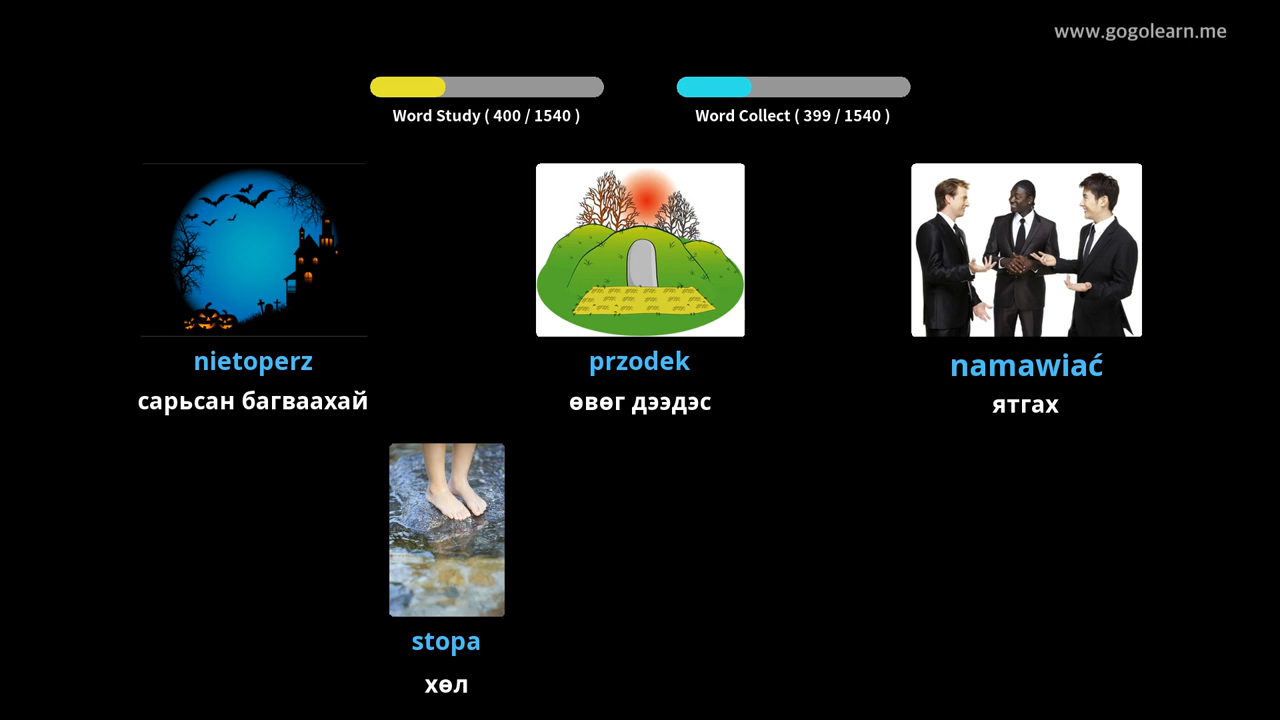 www.gogolearn.me
Word Study ( 400 / 1540 )
Word Collect ( 399 / 1540 )
nietoperz
сарьсан багваахай
przodek
өвөг дээдэс
namawiać
ятгах
stopa
хөл